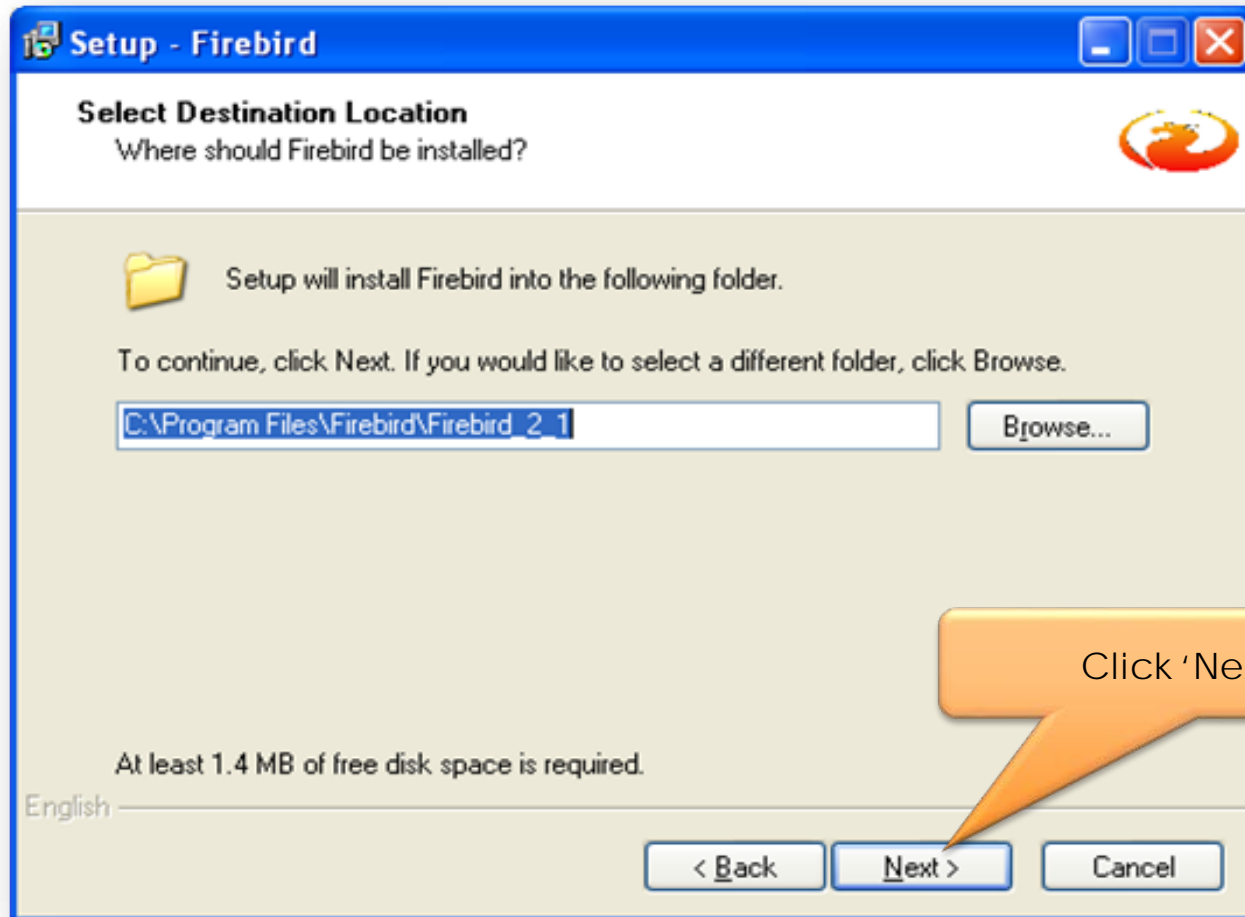 Setup - Firebird
Select Destination Location
Where should Firebird be installed?
Setup will install Firebird into the following folder.
To continue, click Next. If you would like to select a different folder, click Browse.
C:\Program Files\Firebird\Firebird_2_1
Browse...
Click ‘Ne
At least 1.4 MB of free disk space is required.
English
< Back
Next >
Cancel